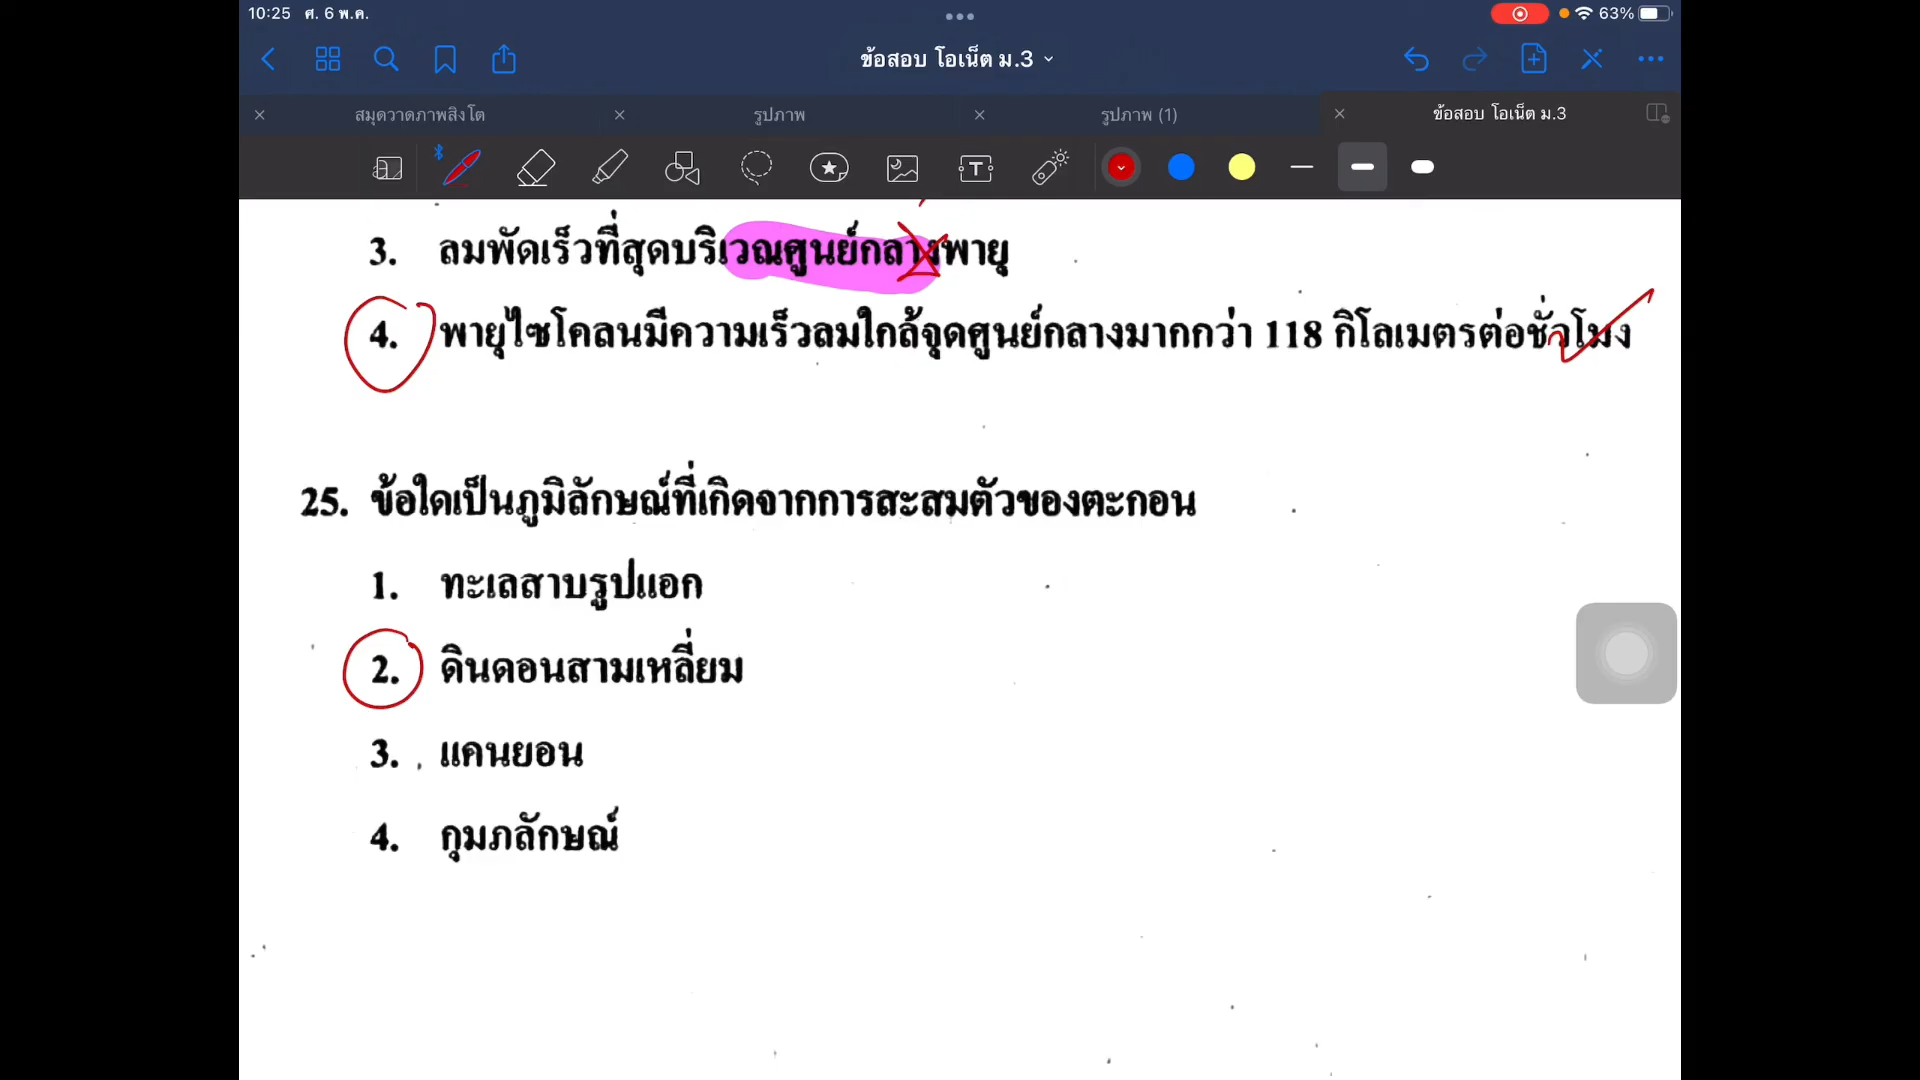 10:25 ศ. 6 พ.ค.
63%
ข้อสอบ โอเน็ต ม.3
สมุดวาดภาพสิงโต
รูปภาพ
รูปภาพ (1)
ข้อสอบ โอเน็ต ม.3
3. ลมพัดเร็วที่สุดบริเวณศูนย์กลางพายุ
4. พายุไซโคลนมีความเร็วลมใกล้จุดศูนย์กลางมากกว่า 118 กิโลเมตรต่อชั่วโมง
25. ข้อใดเป็นภูมิลักษณ์ที่เกิดจากการสะสมตัวของตะกอน
1. ทะเลสาบรูปแอก
2. ดินดอนสามเหลี่ยม
3. แคนยอน
4. กุมภลักษณ์